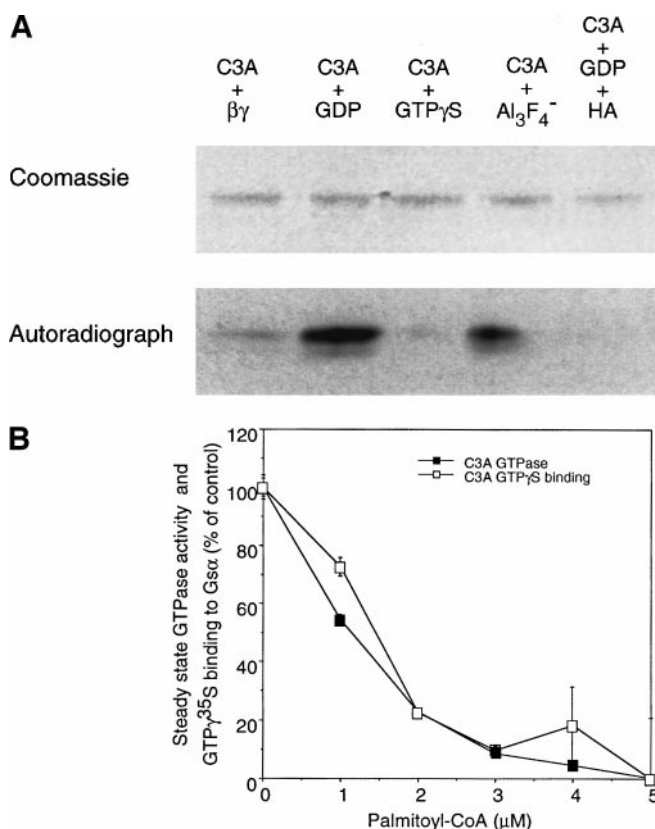 A
C3A + βγ
C3A + GDP
C3A + GTPγS
C3A + Al₃F₄⁻
C3A + GDP + HA
Coomassie
Autoradiograph
B
Steady state GTPase activity and
GTPγ³⁵S binding to Gsα (% of control)
120
100
80
60
40
20
0
C3A GTPase
C3A GTPγS binding
0 1 2 3 4 5
Palmitoyl-CoA (μM)